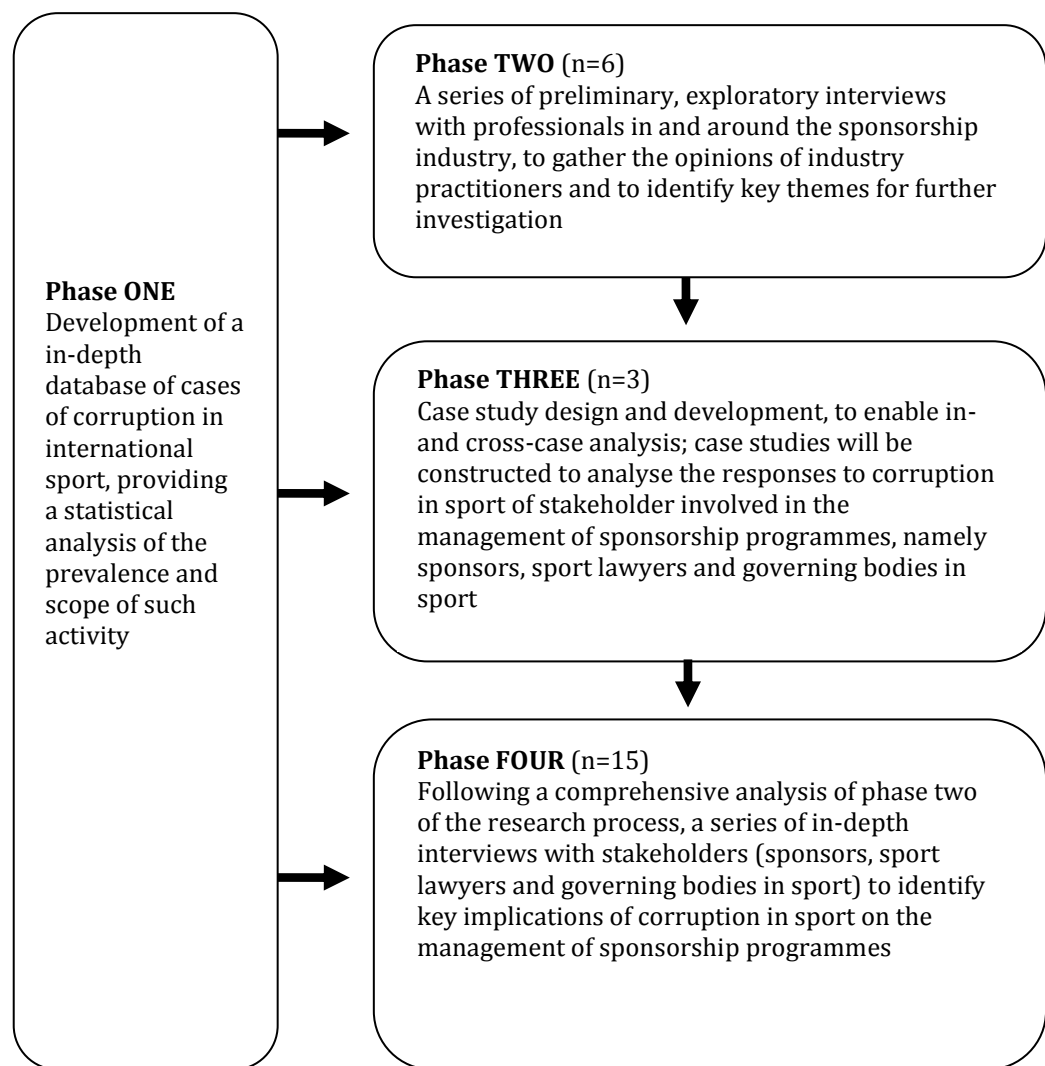 Phase ONE
Development of a
in-depth
database of cases
of corruption in
international
sport, providing
a statistical
analysis of the
prevalence and
scope of such
activity
Phase TWO (n=6)
A series of preliminary, exploratory interviews
with professionals in and around the sponsorship
industry, to gather the opinions of industry
practitioners and to identify key themes for further
investigation
Phase THREE (n=3)
Case study design and development, to enable in-
and cross-case analysis; case studies will be
constructed to analyse the responses to corruption
in sport of stakeholder involved in the
management of sponsorship programmes, namely
sponsors, sport lawyers and governing bodies in
sport
Phase FOUR (n=15)
Following a comprehensive analysis of phase two
of the research process, a series of in-depth
interviews with stakeholders (sponsors, sport
lawyers and governing bodies in sport) to identify
key implications of corruption in sport on the
management of sponsorship programmes